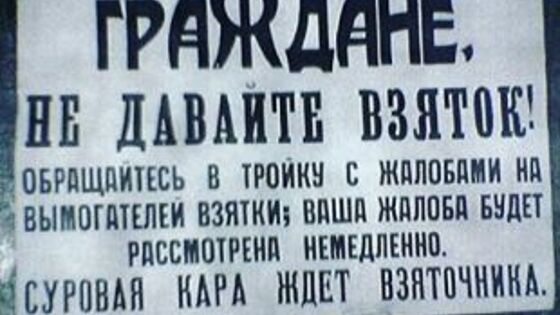 ГРАЖДАНЕ,
НЕ ДАВАЙТЕ ВЗЯТОК!
ОБРАЩАЙТЕСЬ В ТРОЙКУ С ЖАЛОБАМИ НА
ВЫМОГАТЕЛЕЙ ВЗЯТКИ; ВАША ЖАЛОБА БУДЕТ
РАССМОТРЕНА НЕМЕДЛЕННО.
СУРОВАЯ КАРА ЖДЕТ ВЗЯТОЧНИКА.